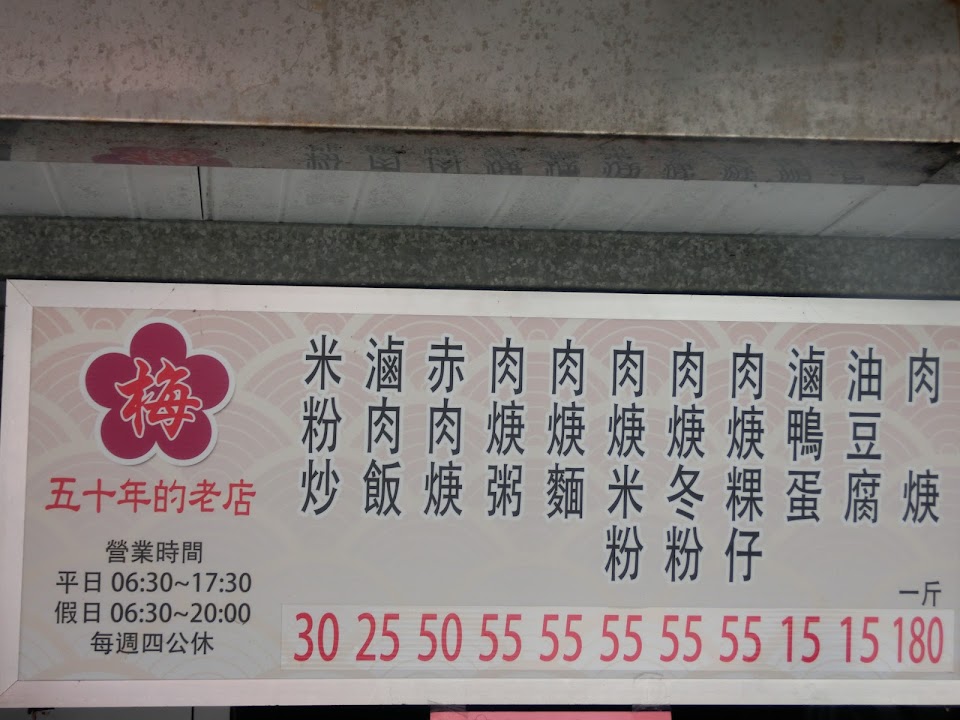 梅
五十年的老店
營業時間
平日 06:30~17:30
假日 06:30~20:00
每週四公休
米粉炒
30
滷肉飯
25
赤肉焿
50
肉焿粥
55
肉焿麵
55
肉焿米粉
55
肉焿冬粉
55
肉焿粿仔
55
滷鴨蛋
15
油豆腐
15
肉焿
一斤
180